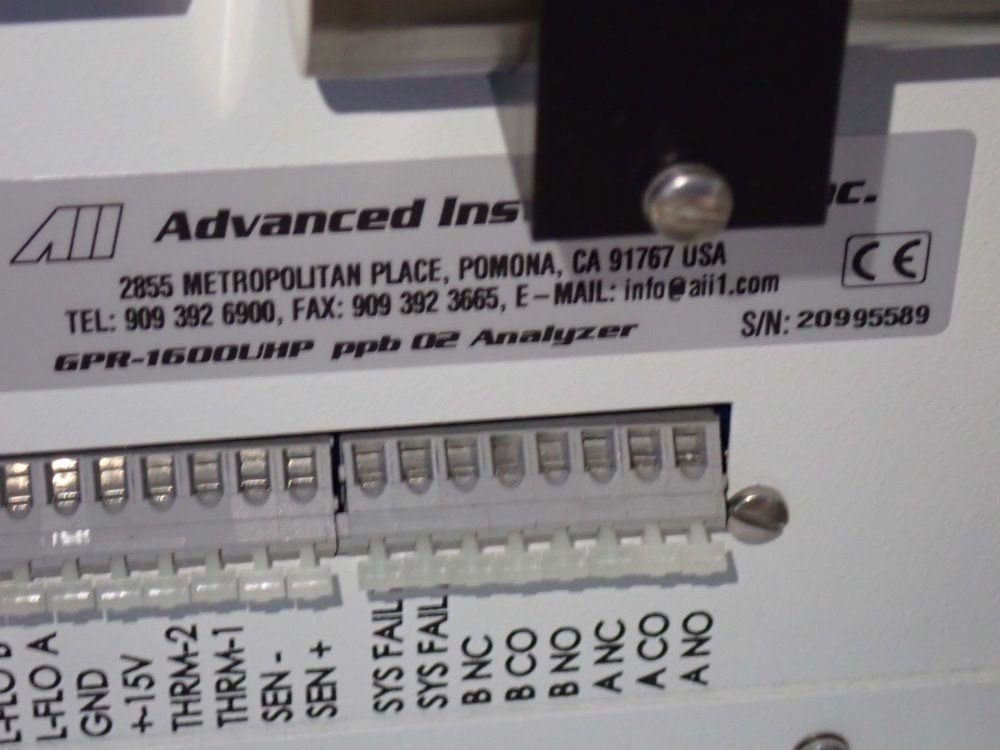 AII Advanced Ins nc.
2855 METROPOLITAN PLACE, POMONA, CA 91767 USA
TEL: 909 392 6900, FAX: 909 392 3665, E-MAIL: info@aii1.com
GPR-1600UHP ppb O2 Analyzer
S/N: 20995589
CE
L-FLO B
L-FLO A
GND
+-15V
THRM-2
THRM-1
SEN -
SEN +
SYS FAIL
SYS FAIL
B NC
B CO
B NO
A NC
A CO
A NO